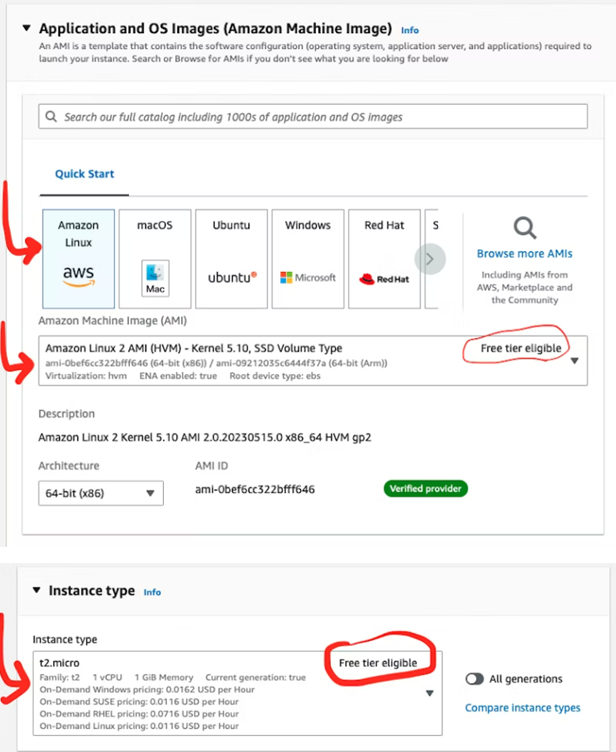 Application and OS Images (Amazon Machine Image) Info
An AMI is a template that contains the software configuration (operating system, application server, and applications) required to
launch your instance. Search or Browse for AMIs if you don't see what you are looking for below
Search our full catalog including 1000s of application and OS images
Quick Start
Amazon
Linux
aws
macOS
Mac
Ubuntu
ubuntu
Windows
Microsoft
Red Hat
Red Hat
S
Browse more AMIs
Including AMIs from
AWS, Marketplace and
the Community
Amazon Machine Image (AMI)
Amazon Linux 2 AMI (HVM) - Kernel 5.10, SSD Volume Type
Free tier eligible
ami-0bef6cc322bfff646 (64-bit (x86)) / ami-09212035c6444f37a (64-bit (Arm))
Virtualization: hvm ENA enabled: true Root device type: ebs
Description
Amazon Linux 2 Kernel 5.10 AMI 2.0.20230515.0 x86_64 HVM gp2
Architecture
AMI ID
64-bit (x86)
ami-0bef6cc322bfff646
Verified provider
Instance type Info
Instance type
t2.micro
Free tier eligible
Family: t2 1 vCPU 1 GiB Memory Current generation: true
On-Demand Windows pricing: 0.0162 USD per Hour
On-Demand SUSE pricing: 0.0116 USD per Hour
On-Demand RHEL pricing: 0.0716 USD per Hour
On-Demand Linux pricing: 0.0116 USD per Hour
All generations
Compare instance types